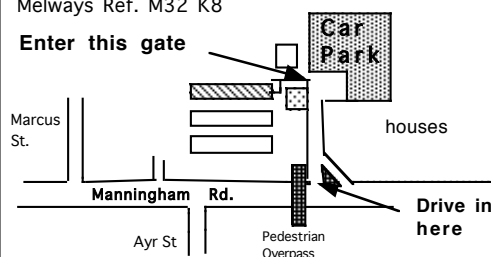 Melways Ref. M32 K8
Enter this gate
Car
Park
Marcus
St.
houses
Manningham Rd.
Drive in
here
Ayr St
Pedestrian
Overpass